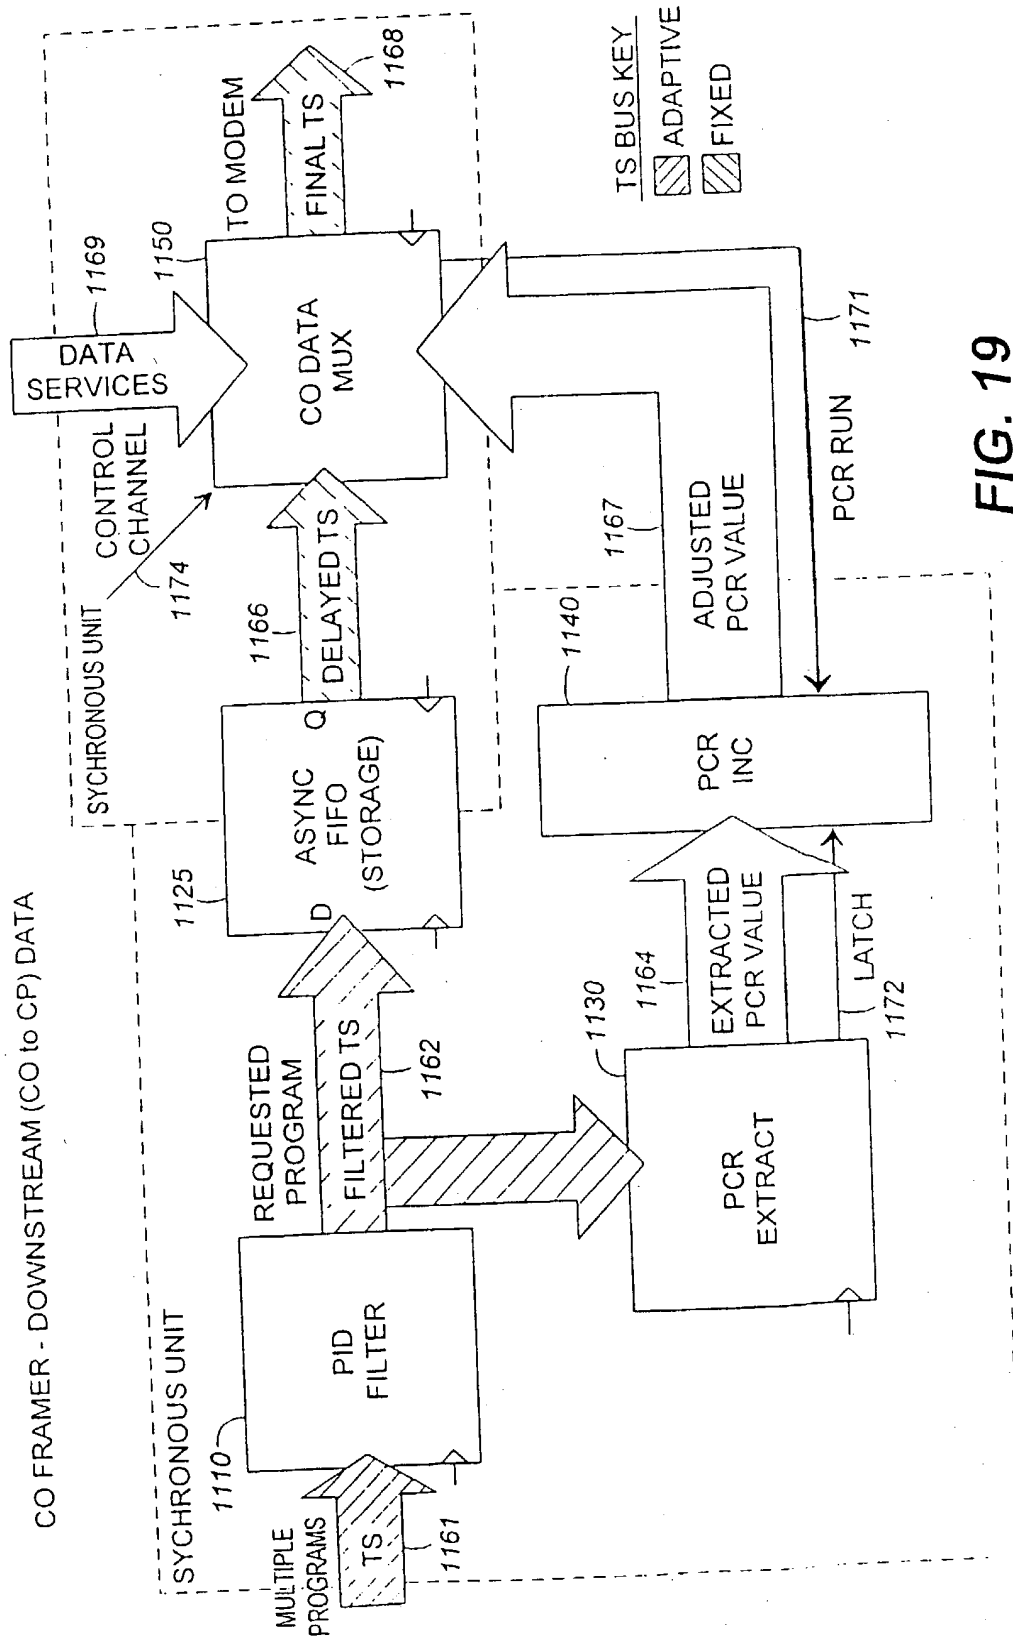 CO FRAMER - DOWNSTREAM (CO to CP) DATA
SYCHRONOUS UNIT
MULTIPLE
PROGRAMS
TS
1161
1110
PID
FILTER
REQUESTED
PROGRAM
FILTERED TS
1162
1125
D
ASYNC
FIFO
(STORAGE)
Q
1166
DELAYED TS
SYCHRONOUS UNIT
1174
CONTROL
CHANNEL
DATA
SERVICES
1169
1150
CO DATA
MUX
TO MODEM
FINAL TS
1168
1130
PCR
EXTRACT
1164
EXTRACTED
PCR VALUE
LATCH
1172
1140
PCR
INC
1167
ADJUSTED
PCR VALUE
PCR RUN
1171
TS BUS KEY
ADAPTIVE
FIXED
FIG. 19